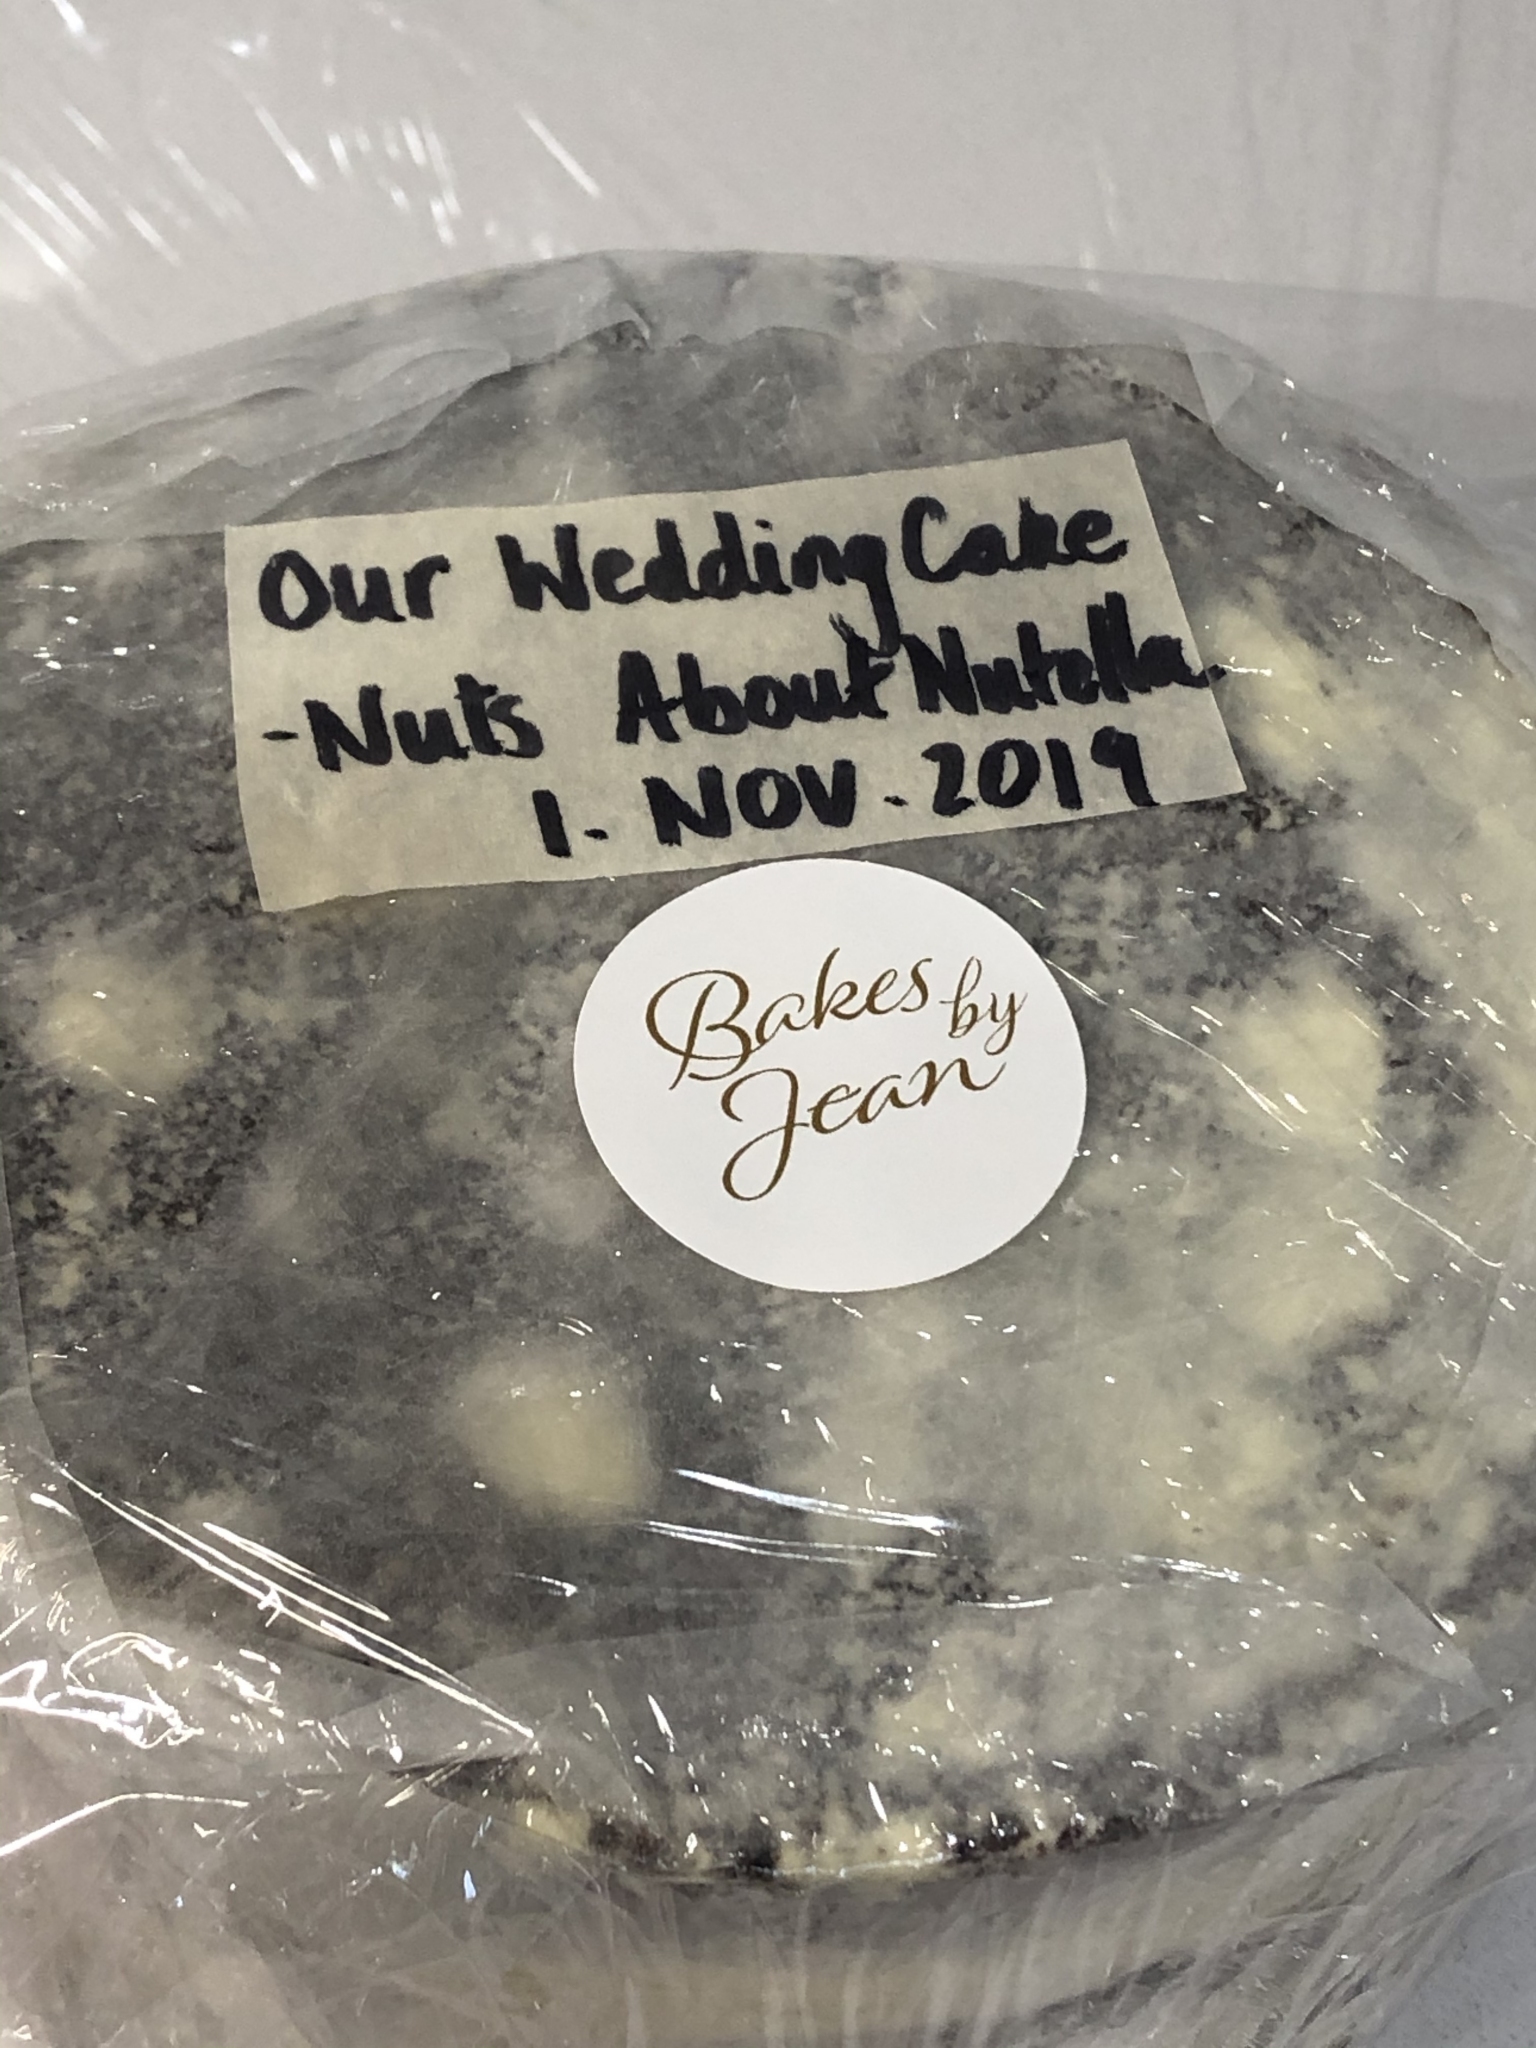 Our Wedding Cake
-Nuts About Nutella.
1. NOV. 2019
Bakes by
Jean